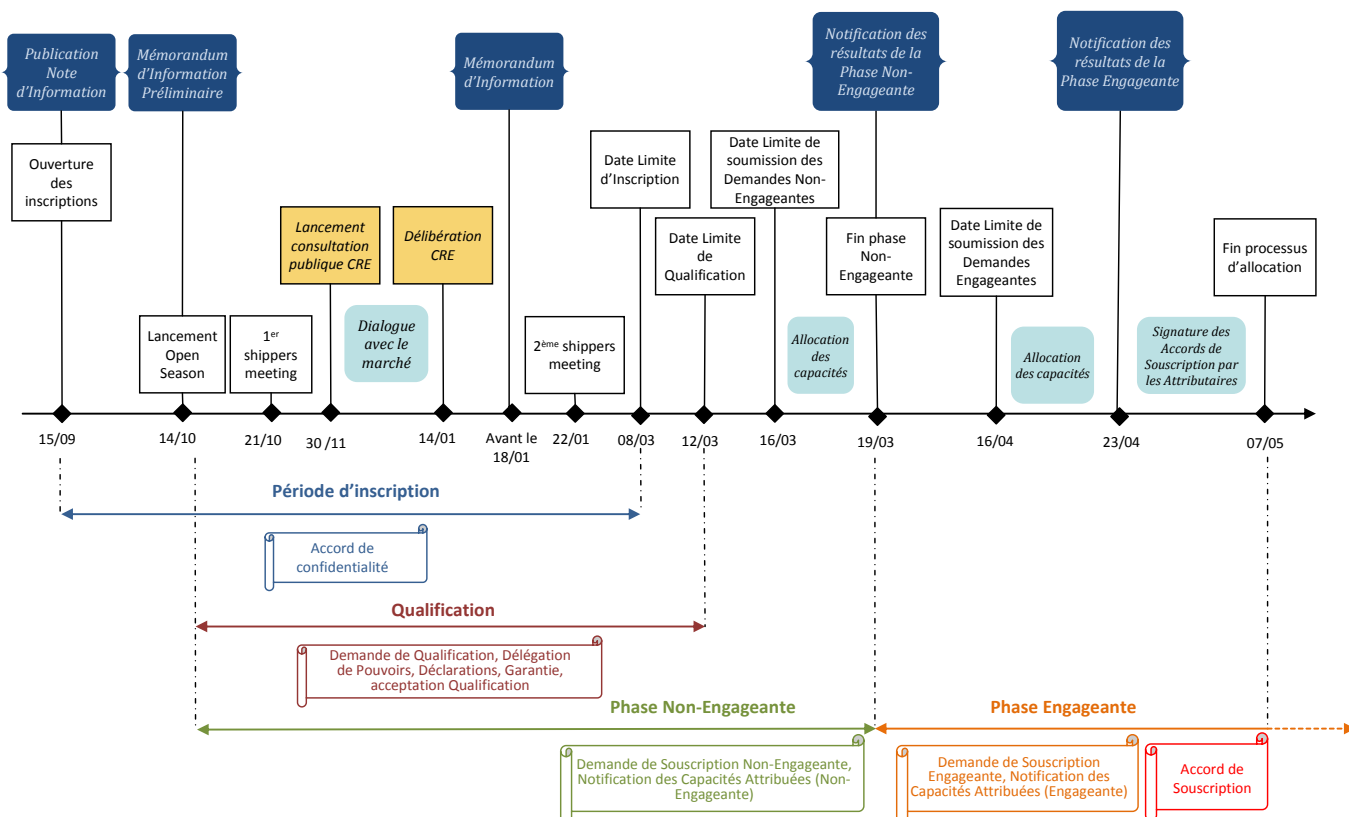 Publication
Note
d'Information
Mémorandum
d'Information
Préliminaire
Mémorandum
d'Information
Notification des
résultats de la
Phase Non-
Engageante
Notification des
résultats de la
Phase Engageante
Ouverture
des
inscriptions
Lancement
consultation
publique CRE
Délibération
CRE
Date Limite
d'Inscription
Date Limite de
soumission des
Demandes Non-
Engageantes
Date Limite
de
Qualification
Fin phase
Non-
Engageante
Date Limite de
soumission des
Demandes
Engageantes
Fin processus
d'allocation
Lancement
Open
Season
1er
shippers
meeting
Dialogue
avec le
marché
2ème shippers
meeting
Allocation
des
capacités
Allocation
des capacités
Signature des
Accords de
Souscription par
les Attributaires
15/09
14/10
21/10
30 /11
14/01
Avant le
18/01
22/01
08/03
12/03
16/03
19/03
16/04
23/04
07/05
Période d'inscription
Accord de
confidentialité
Qualification
Demande de Qualification, Délégation
de Pouvoirs, Déclarations, Garantie,
acceptation Qualification
Phase Non-Engageante
Phase Engageante
Demande de Souscription Non-Engageante,
Notification des Capacités Attribuées (Non-
Engageante)
Demande de Souscription
Engageante, Notification des
Capacités Attribuées (Engageante)
Accord de
Souscription